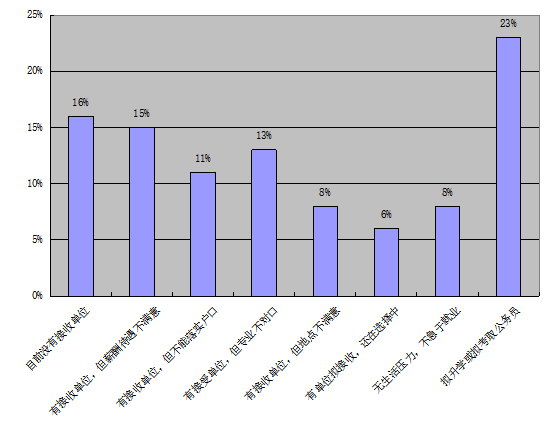 25%
20%
15%
10%
5%
0%
16%
15%
11%
13%
8%
6%
8%
23%
目前没有接收单位
有接收单位，但薪酬待遇不满意
有接收单位，但不能落实户口
有接受单位，但专业不对口
有接收单位，但地点不满意
有单位拟接收，还在选择中
无生活压力，不急于就业
拟升学或拟考取公务员